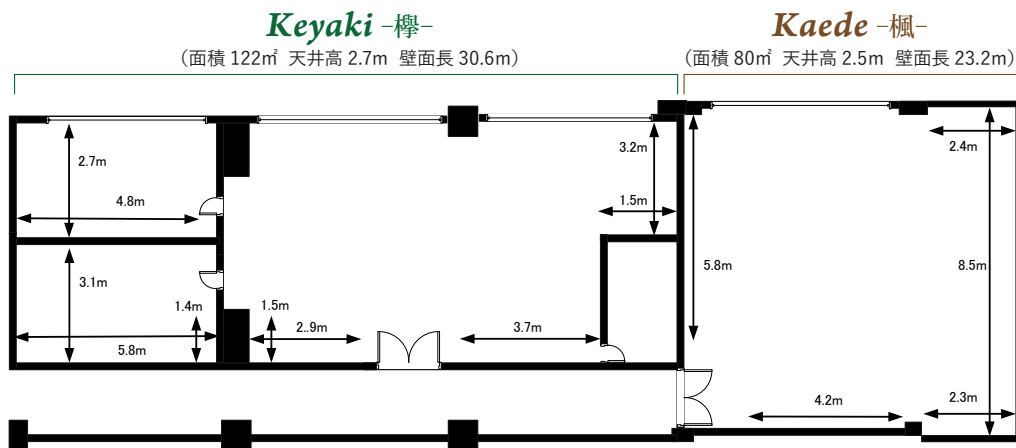 Keyaki -欅-
（面積 122㎡ 天井高 2.7m 壁面長 30.6m）
Kaede -楓-
（面積 80㎡ 天井高 2.5m 壁面長 23.2m）
2.7m
4.8m
3.1m
1.4m
5.8m
1.5m
2..9m
3.7m
3.2m
1.5m
2.4m
5.8m
8.5m
4.2m
2.3m